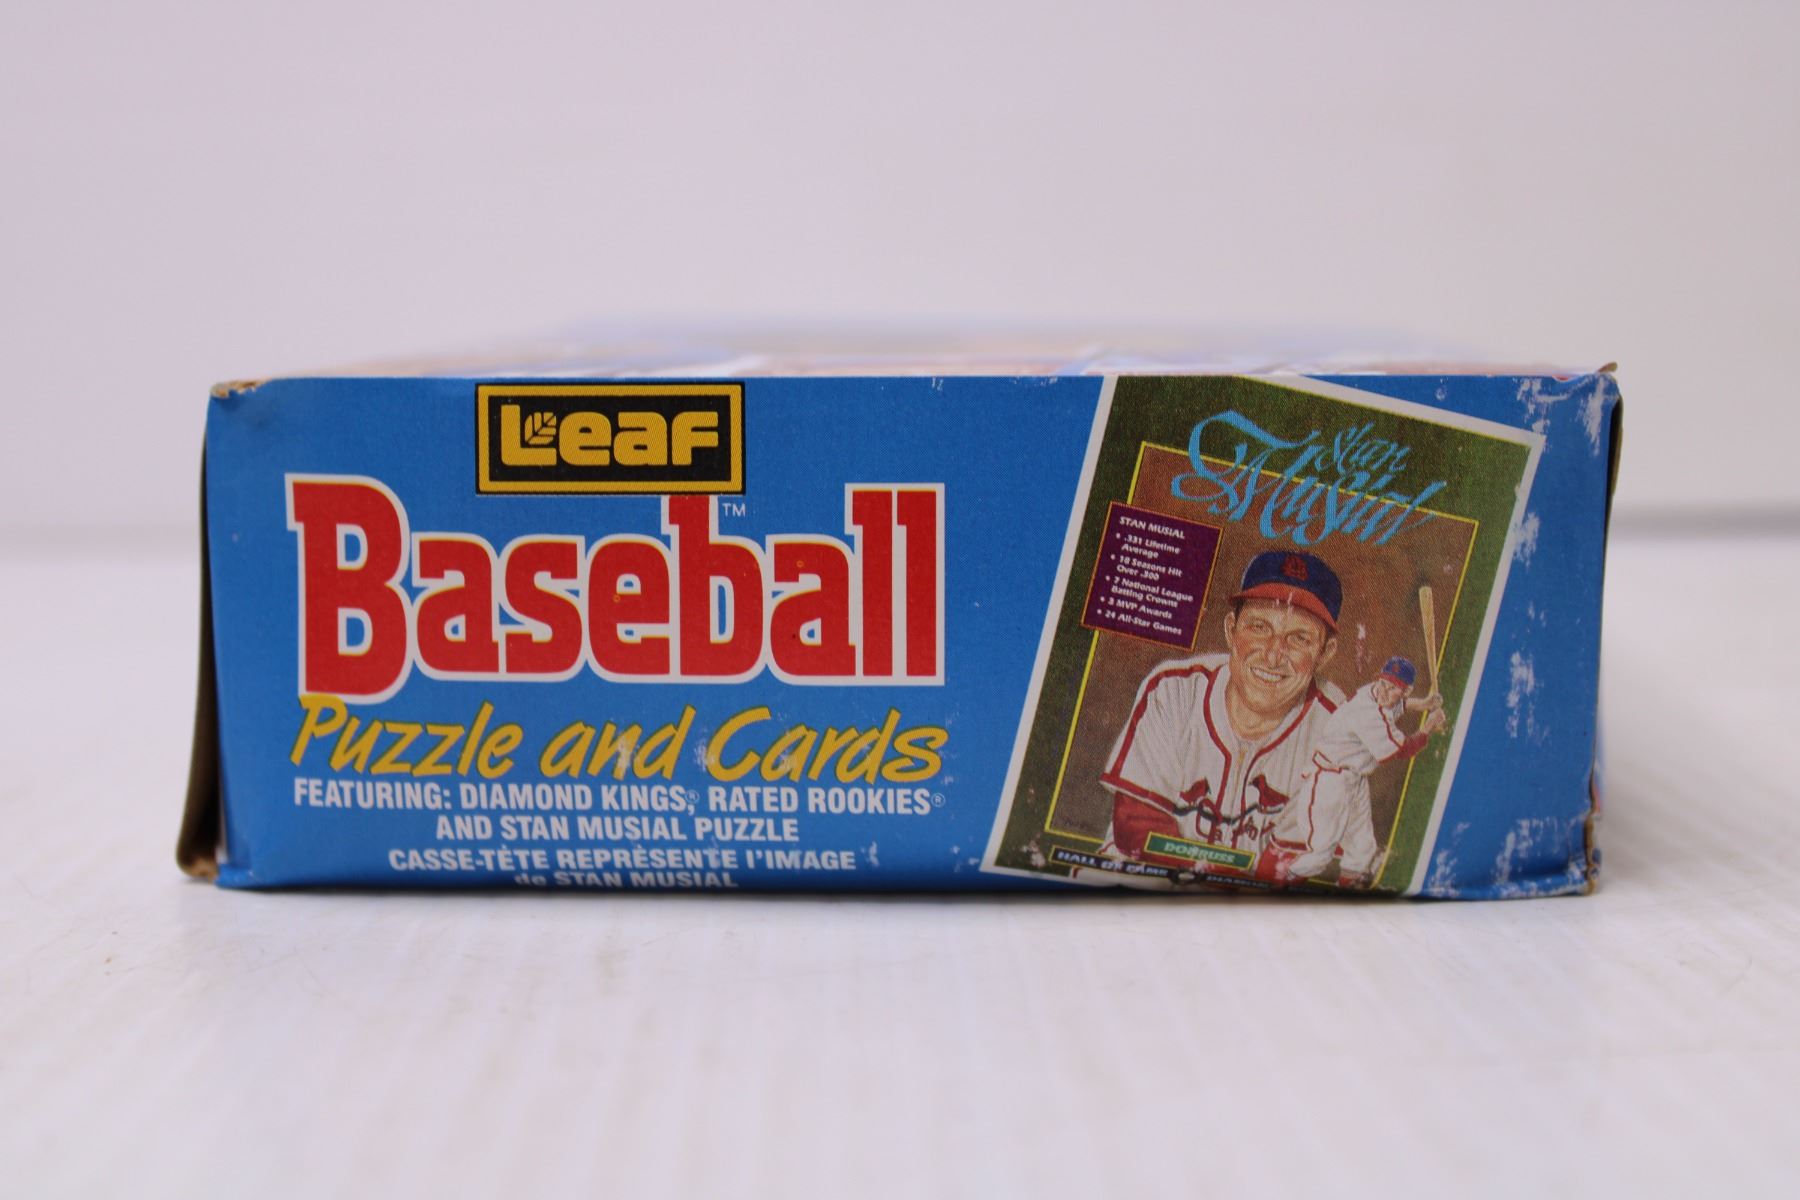 Leaf
Baseball™
Puzzle and Cards
FEATURING: DIAMOND KINGS®, RATED ROOKIES®
AND STAN MUSIAL PUZZLE
CASSE-TÊTE REPRÈSENTE l'IMAGE
de STAN MUSIAL
Stan
Musial
STAN MUSIAL
• .331 Lifetime
Average
• 18 Seasons Hit
Over .300
• 7 National League
Batting Crowns
• 3 MVP Awards
• 24 All-Star Games
DONRUSS
HALL OF FAME DIAMOND